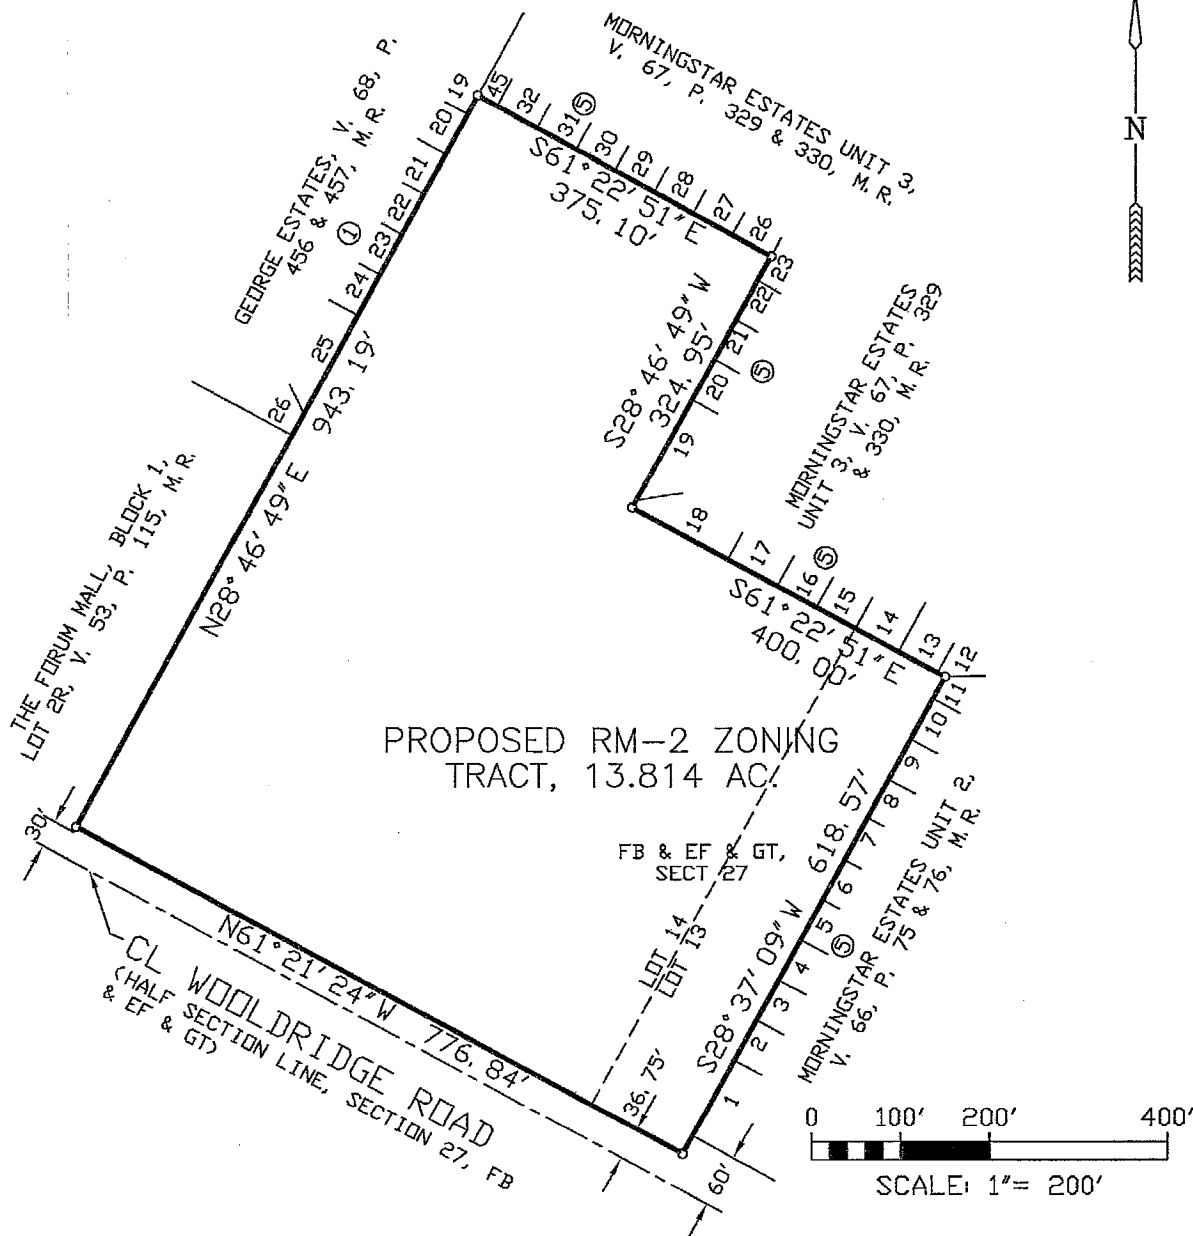 MORNINGSTAR ESTATES UNIT 3,
V. 67, P. 329 & 330, M.R.
N
GEORGE ESTATES, V. 68, P.
456 & 457, M.R.
①
19
20
21
22
23
24
25
26
45
32
31
⑤
30
29
28
27
26
S61°22'51"E
375.10'
23
22
21
20
19
⑤
S28°46'49"W
324.95'
MORNINGSTAR ESTATES
UNIT 3, V. 67, P. 329
& 330, M.R.
18
17
16
⑤
15
14
13
12
S61°22'51"E
400.00'
943.19'
N28°46'49"E
THE FORUM MALL, BLOCK 1,
LOT 2R, V. 53, P. 115, M.R.
PROPOSED RM-2 ZONING
TRACT, 13.814 AC.
FB & EF & GT,
SECT 27
LOT 14
LOT 13
11
10
9
8
7
6
5
⑤
4
3
2
1
S28°37'09"W 618.57'
MORNINGSTAR ESTATES UNIT 2,
V. 66, P. 75 & 76, M.R.
30'
N61°21'24"W 776.84'
36.75'
60'
CL WOOLDRIDGE ROAD
(HALF SECTION LINE, SECTION 27, FB
& EF & GT)
0 100' 200' 400'
SCALE: 1"= 200'